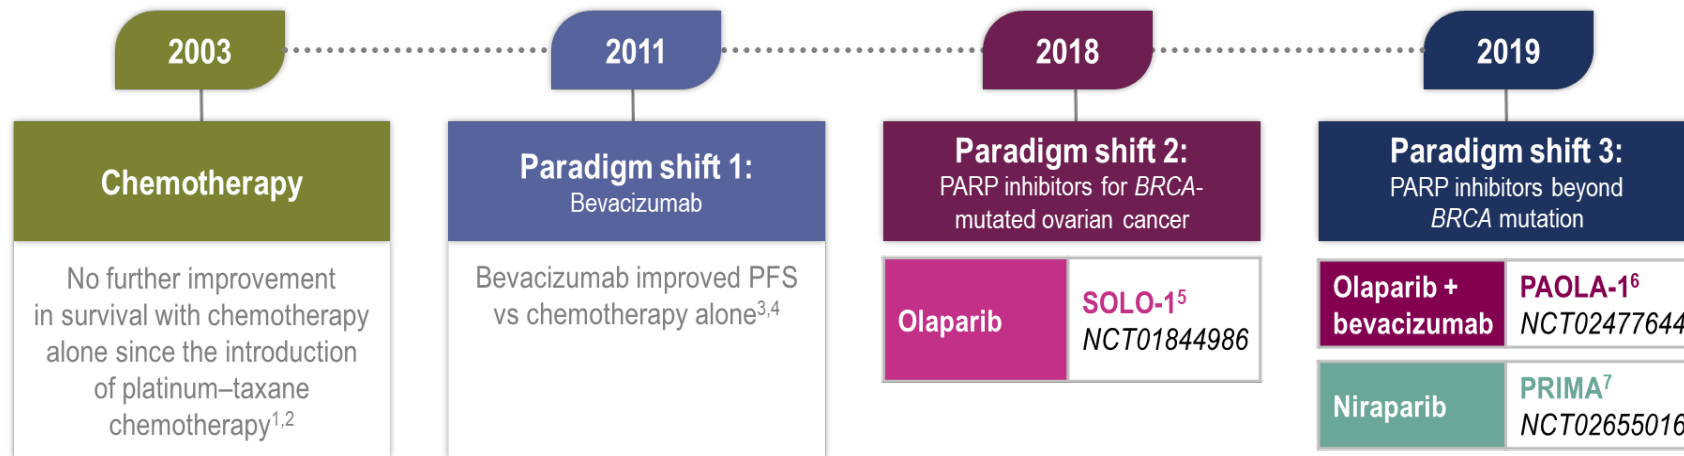 2003
2011
2018
2019
Chemotherapy
No further improvement
in survival with chemotherapy
alone since the introduction
of platinum–taxane
chemotherapy1,2
Paradigm shift 1:
Bevacizumab
Bevacizumab improved PFS
vs chemotherapy alone3,4
Paradigm shift 2:
PARP inhibitors for BRCA-
mutated ovarian cancer
Olaparib
SOLO-15
NCT01844986
Paradigm shift 3:
PARP inhibitors beyond
BRCA mutation
Olaparib +
bevacizumab
PAOLA-16
NCT02477644
Niraparib
PRIMA7
NCT02655016